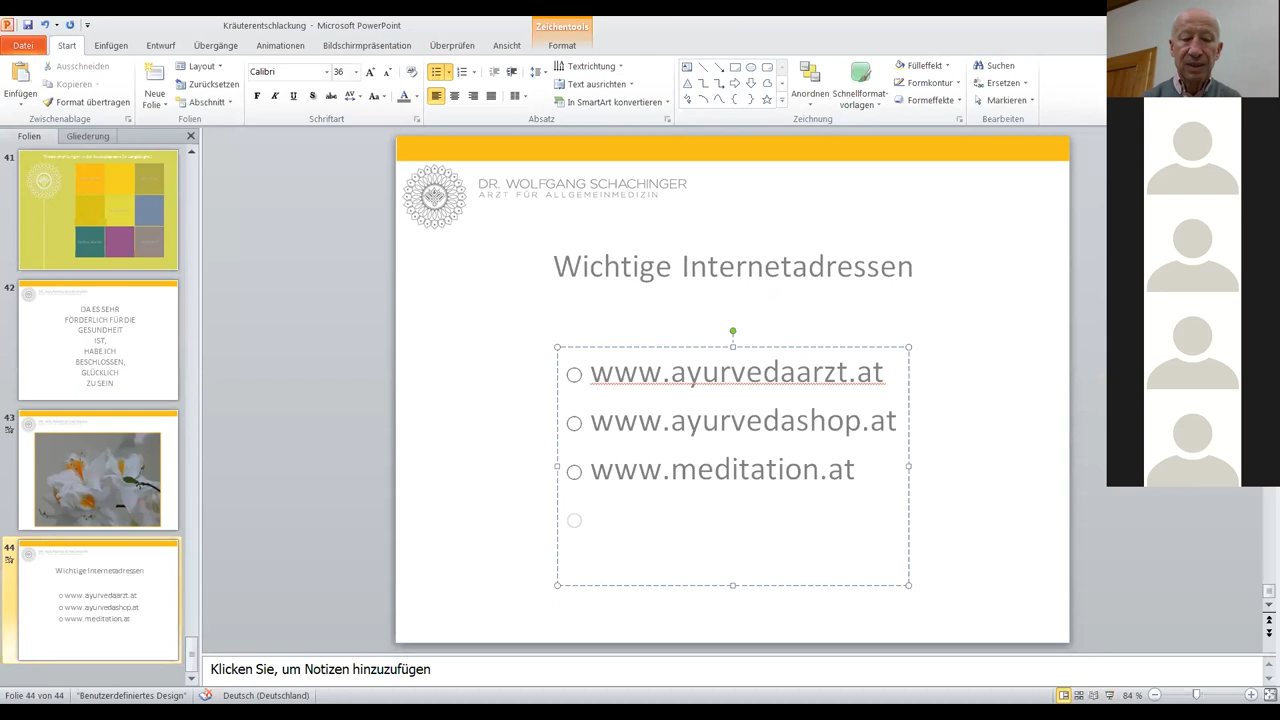 Kräuterentschlackung - Microsoft PowerPoint
Zeichentools
Datei
Start
Einfügen
Entwurf
Übergänge
Animationen
Bildschirmpräsentation
Überprüfen
Ansicht
Format
Einfügen
Ausschneiden
Kopieren
Format übertragen
Zwischenablage
Neue Folie
Layout
Zurücksetzen
Abschnitt
Folien
Calibri
36
Schriftart
Textrichtung
Text ausrichten
In SmartArt konvertieren
Absatz
Anordnen
Schnellformat-
vorlagen
Fülleffekt
Formkontur
Formeffekte
Zeichnung
Suchen
Ersetzen
Markieren
Bearbeiten
Folien
Gliederung
41
42
DA ES SEHR
FÖRDERLICH FÜR DIE
GESUNDHEIT
IST,
HABE ICH
BESCHLOSSEN,
GLÜCKLICH
ZU SEIN
43
44
Wichtige Internetadressen
www.ayurvedaarzt.at
www.ayurvedashop.at
www.meditation.at
DR. WOLFGANG SCHACHINGER
ARZT FÜR ALLGEMEINMEDIZIN
Wichtige Internetadressen
www.ayurvedaarzt.at
www.ayurvedashop.at
www.meditation.at
Klicken Sie, um Notizen hinzuzufügen
Folie 44 von 44
"Benutzerdefiniertes Design"
Deutsch (Deutschland)
84 %